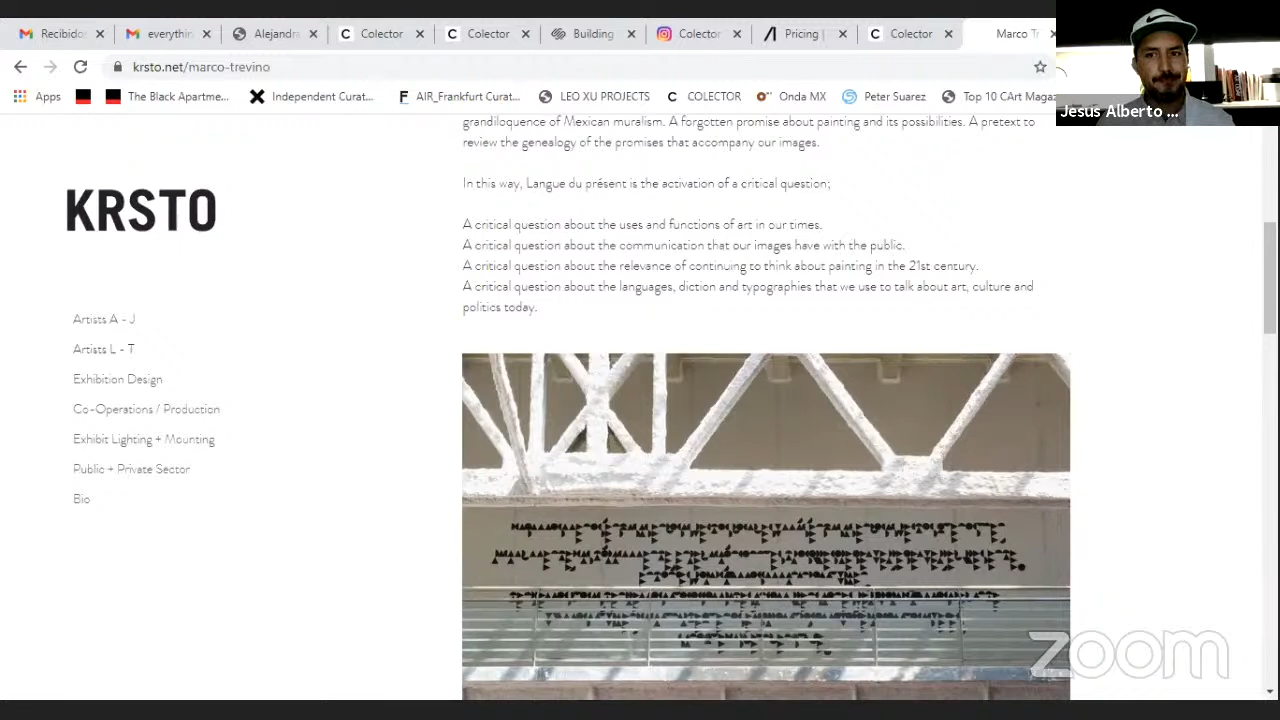 Recibido
everythin
Alejandra
Colector
Colector
Building
Colector
Pricing |
Colector
Marco Tr
krsto.net/marco-trevino
Apps
The Black Apartme...
Independent Curat...
AIR_Frankfurt Curat...
LEO XU PROJECTS
COLECTOR
Onda MX
Peter Suarez
Top 10 CArt Magaz
Jesus Alberto ...
grandiloquence of Mexican muralism. A forgotten promise about painting and its possibilities. A pretext to
review the genealogy of the promises that accompany our images.
In this way, Langue du présent is the activation of a critical question;
A critical question about the uses and functions of art in our times.
A critical question about the communication that our images have with the public.
A critical question about the relevance of continuing to think about painting in the 21st century.
A critical question about the languages, diction and typographies that we use to talk about art, culture and
politics today.
KRSTO
Artists A - J
Artists L - T
Exhibition Design
Co-Operations / Production
Exhibit Lighting + Mounting
Public + Private Sector
Bio
zoom